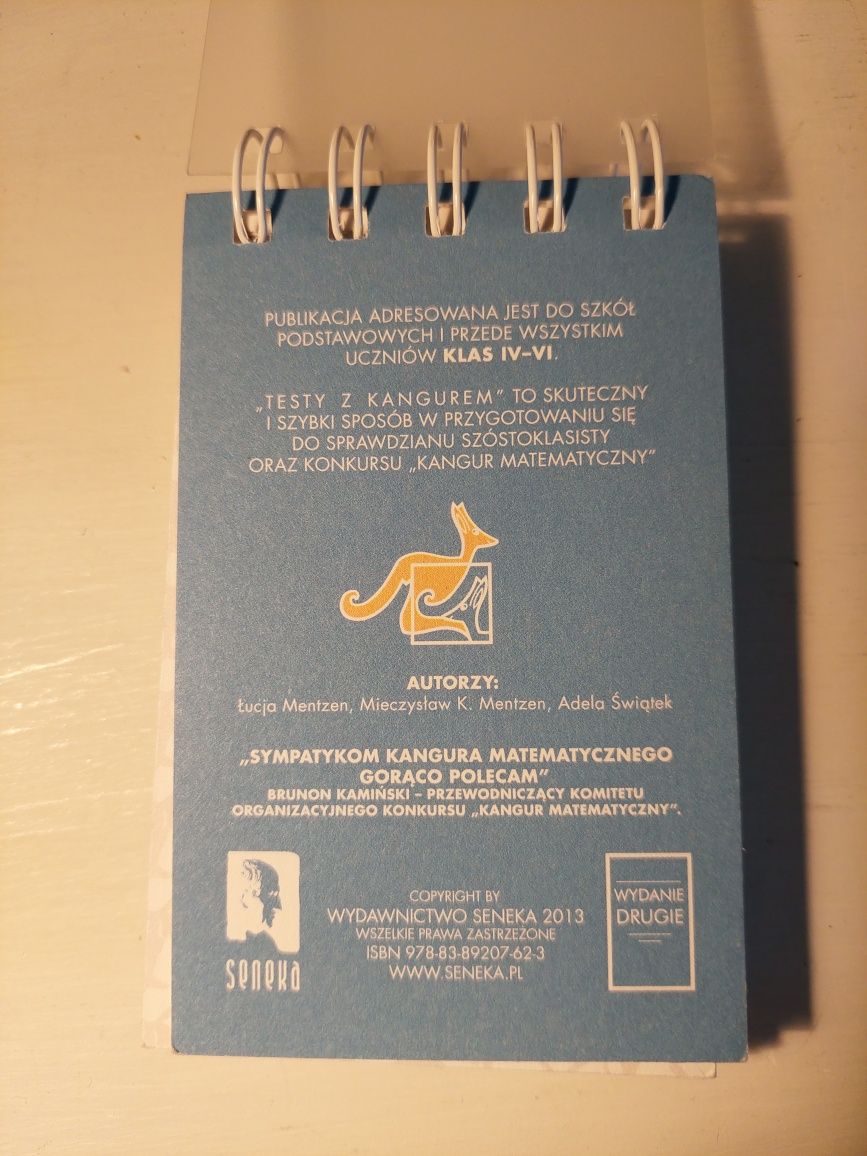 PUBLIKACJA ADRESOWANA JEST DO SZKÓŁ
PODSTAWOWYCH I PRZEDE WSZYSTKIM
UCZNIÓW KLAS IV–VI.
„TESTY Z KANGUREM” TO SKUTECZNY
I SZYBKI SPOSÓB W PRZYGOTOWANIU SIĘ
DO SPRAWDZIANU SZÓSTOKLASISTY
ORAZ KONKURSU „KANGUR MATEMATYCZNY”
AUTORZY:
Łucja Mentzen, Mieczysław K. Mentzen, Adela Świątek
„SYMPATYKOM KANGURA MATEMATYCZNEGO
GORĄCO POLECAM”
BRUNON KAMIŃSKI – PRZEWODNICZĄCY KOMITETU
ORGANIZACYJNEGO KONKURSU „KANGUR MATEMATYCZNY”.
seneka
COPYRIGHT BY
WYDAWNICTWO SENEKA 2013
WSZELKIE PRAWA ZASTRZEŻONE
ISBN 978-83-89207-62-3
WWW.SENEKA.PL
WYDANIE
DRUGIE